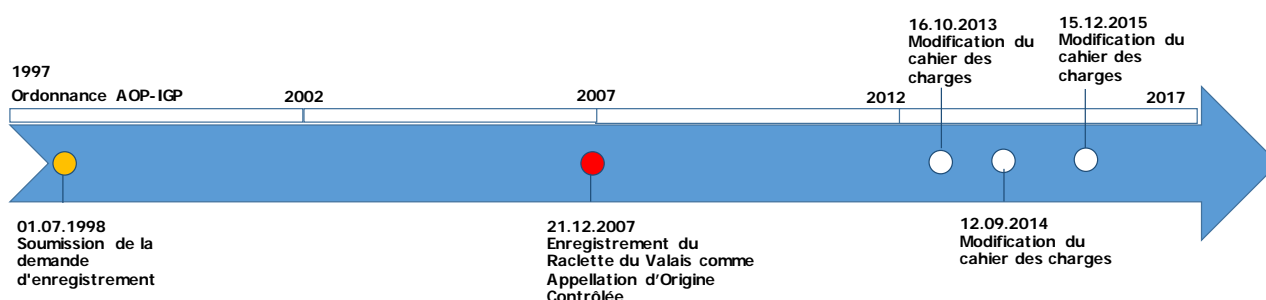 16.10.2013
Modification du
cahier des
charges
15.12.2015
Modification du
cahier des
charges
1997
Ordonnance AOP-IGP
2002
2007
2012
2017
01.07.1998
Soumission de la
demande
d'enregistrement
21.12.2007
Enregistrement du
Raclette du Valais comme
Appellation d’Origine
Contrôlée
12.09.2014
Modification du
cahier des charges